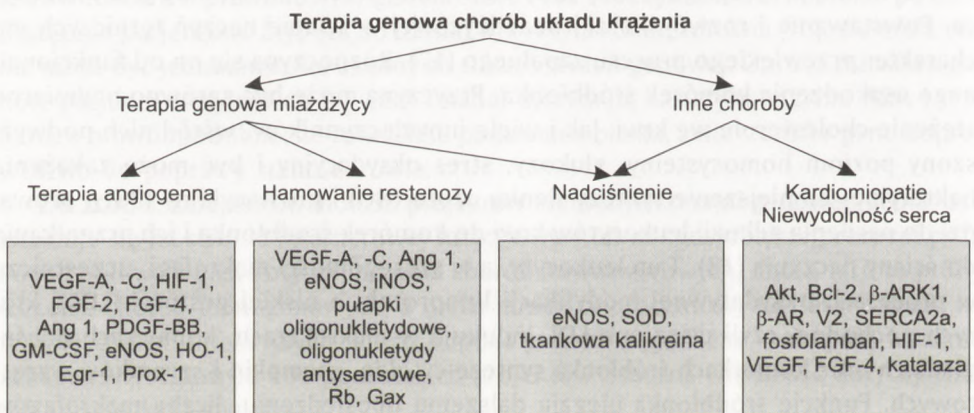 Terapia genowa chorób układu krążenia
Terapia genowa miażdżycy
Inne choroby
Terapia angiogenna
Hamowanie restenozy
Nadciśnienie
Kardiomiopatie
Niewydolność serca
VEGF-A, -C, HIF-1,
FGF-2, FGF-4,
Ang 1, PDGF-BB,
GM-CSF, eNOS, HO-1,
Egr-1, Prox-1
VEGF-A, -C, Ang 1,
eNOS, iNOS,
pułapki
oligonukletydowe,
oligonukletydy
antysensowe,
Rb, Gax
eNOS, SOD,
tkankowa kalikreina
Akt, Bcl-2, β-ARK1,
β-AR, V2, SERCA2a,
fosfolamban, HIF-1,
VEGF, FGF-4, katalaza